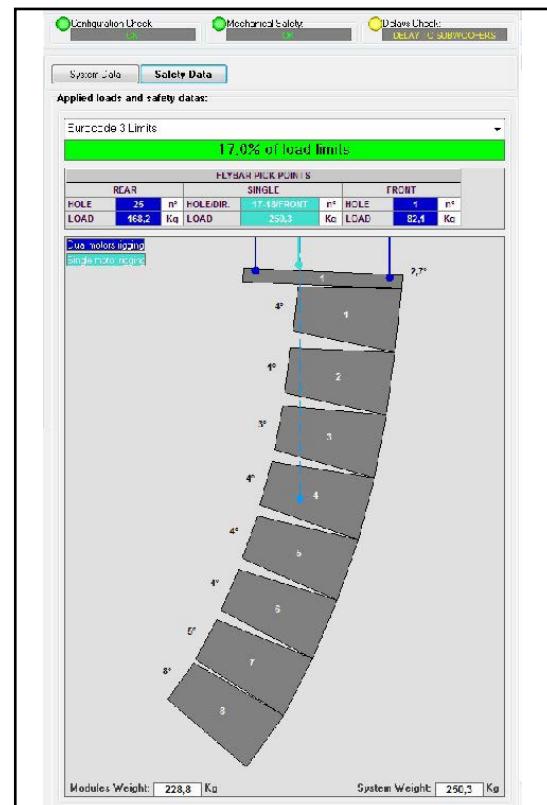 Configuration Check: Mechanical Safety: Delays Check:
OK OK DELAY TO SUBWOOFERS
System Data Safety Data
Applied loads and safety datas:
Eurocode 3 Limits
17,0% of load limits
FLYBAR PICK POINTS
REAR SINGLE FRONT
HOLE 25 n° HOLE/DIR. 17-18/FRONT n° HOLE 1 n°
LOAD 168,2 Kg LOAD 250,3 Kg LOAD 82,1 Kg
Dual motors rigging
Single motor rigging
1
2,7°
4°
1
2
3°
3
4°
4
4°
5
4°
6
5°
7
8°
8
Modules Weight: 228,8 Kg System Weight: 250,3 Kg